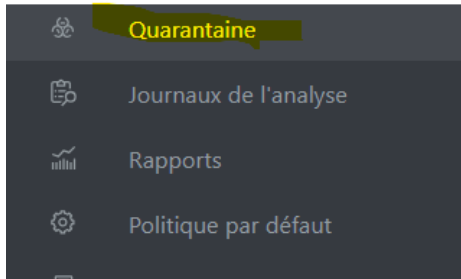 Quarantaine
Journaux de l'analyse
Rapports
Politique par défaut